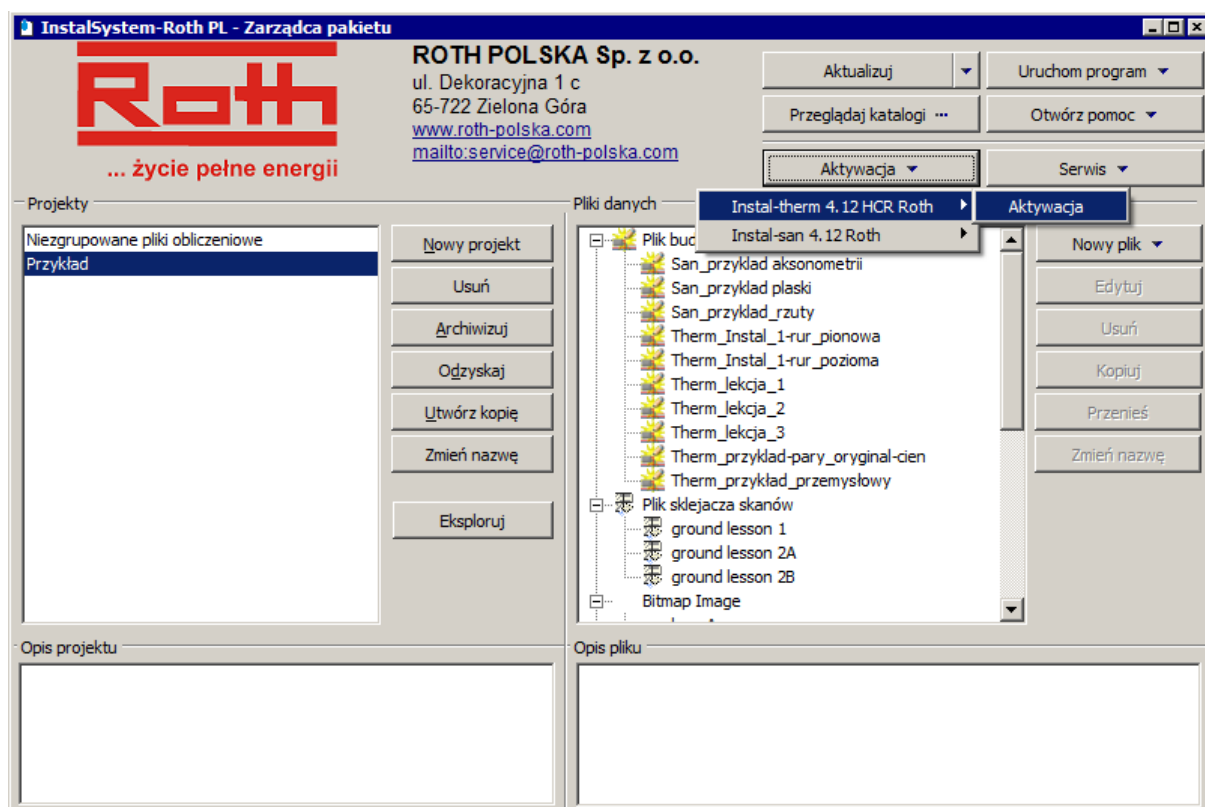 InstalSystem-Roth PL - Zarządca pakietu
Roth
... życie pełne energii
ROTH POLSKA Sp. z o.o.
ul. Dekoracyjna 1 c
65-722 Zielona Góra
www.roth-polska.com
mailto:service@roth-polska.com
Aktualizuj
Uruchom program
Przeglądaj katalogi ...
Otwórz pomoc
Aktywacja
Serwis
Instal-therm 4.12 HCR Roth
Aktywacja
Instal-san 4.12 Roth
Projekty
Niezgrupowane pliki obliczeniowe
Przykład
Nowy projekt
Usuń
Archiwizuj
Odzyskaj
Utwórz kopię
Zmień nazwę
Eksploruj
Pliki danych
Plik bud
San_przyklad aksonometrii
San_przyklad plaski
San_przyklad_rzuty
Therm_Instal_1-rur_pionowa
Therm_Instal_1-rur_pozioma
Therm_lekcja_1
Therm_lekcja_2
Therm_lekcja_3
Therm_przyklad-pary_oryginal-cien
Therm_przykład_przemysłowy
Plik sklejacza skanów
ground lesson 1
ground lesson 2A
ground lesson 2B
Bitmap Image
Nowy plik
Edytuj
Usuń
Kopiuj
Przenieś
Zmień nazwę
Opis projektu
Opis pliku